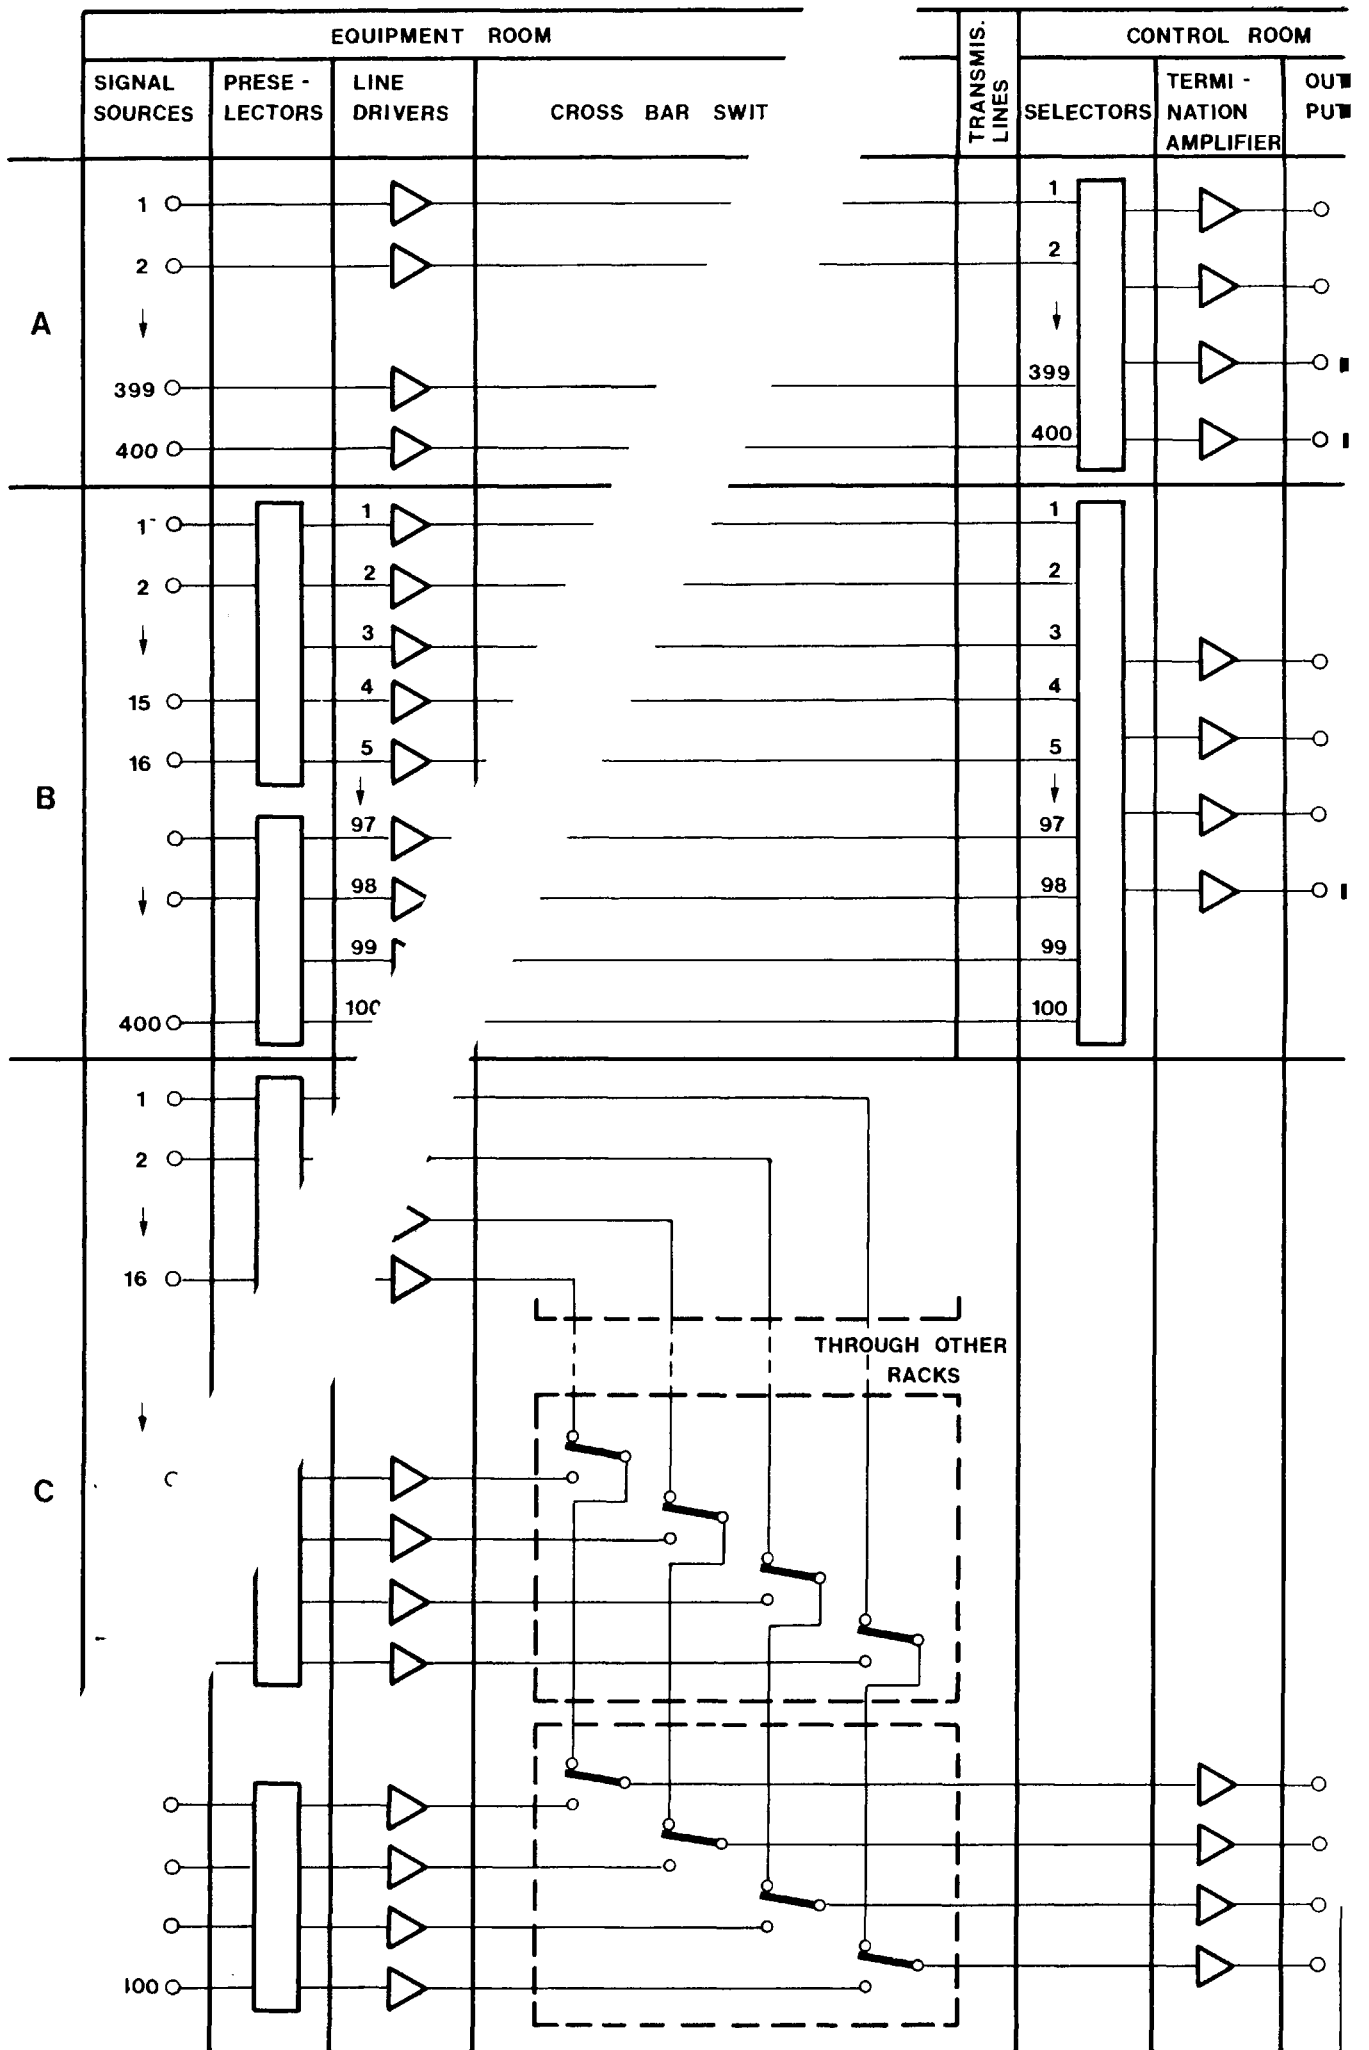 EQUIPMENT ROOM
TRANSMIS. LINES
CONTROL ROOM
SIGNAL SOURCES
PRESE - LECTORS
LINE DRIVERS
CROSS BAR SWIT
SELECTORS
TERMI - NATION AMPLIFIER
OUT PUT
A
1
2
399
400
1
2
399
400
B
1
2
15
16
400
1
2
3
4
5
97
98
99
100
1
2
3
4
5
97
98
99
100
C
1
2
16
THROUGH OTHER
RACKS